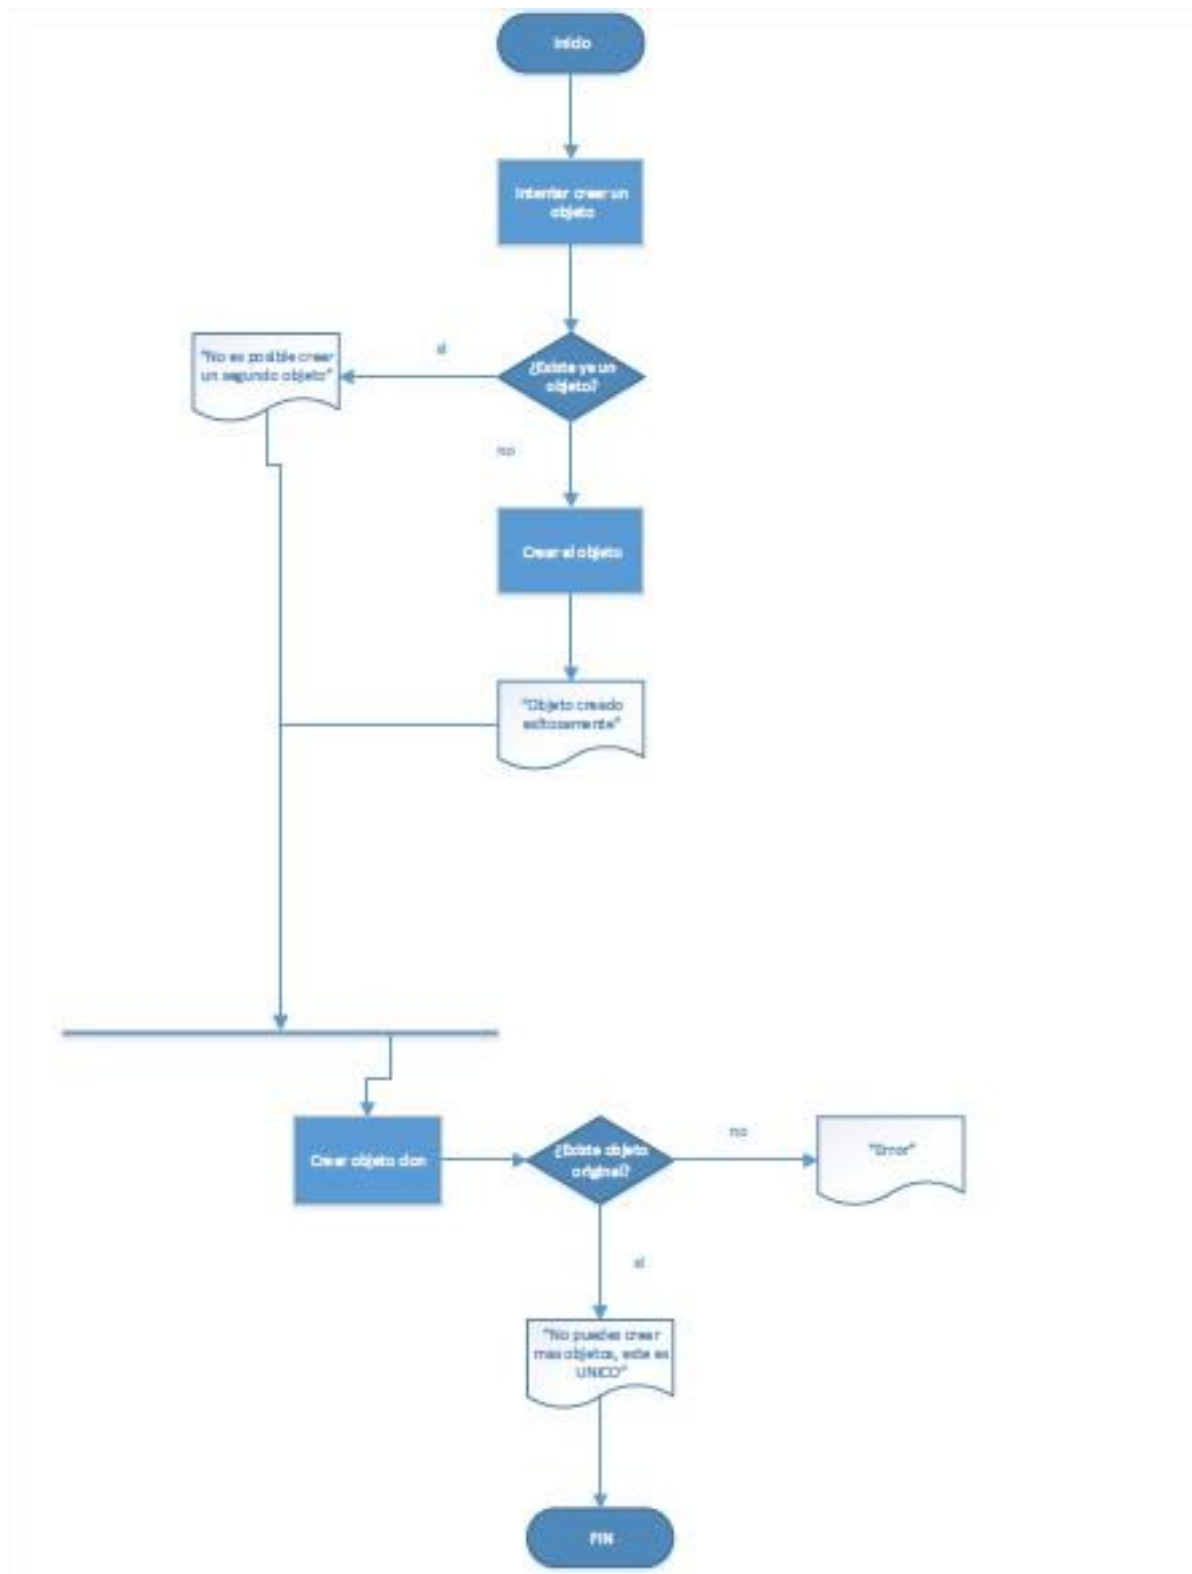 Inicio
Intentar crear un
objeto
¿Existe ya un
objeto?
si
"No es posible crear
un segundo objeto"
no
Crear el objeto
"Objeto creado
exitosamente"
Crear objeto clon
¿Existe objeto
original?
no
"Error"
si
"No puedes crear
mas objetos, este es
UNICO"
FIN